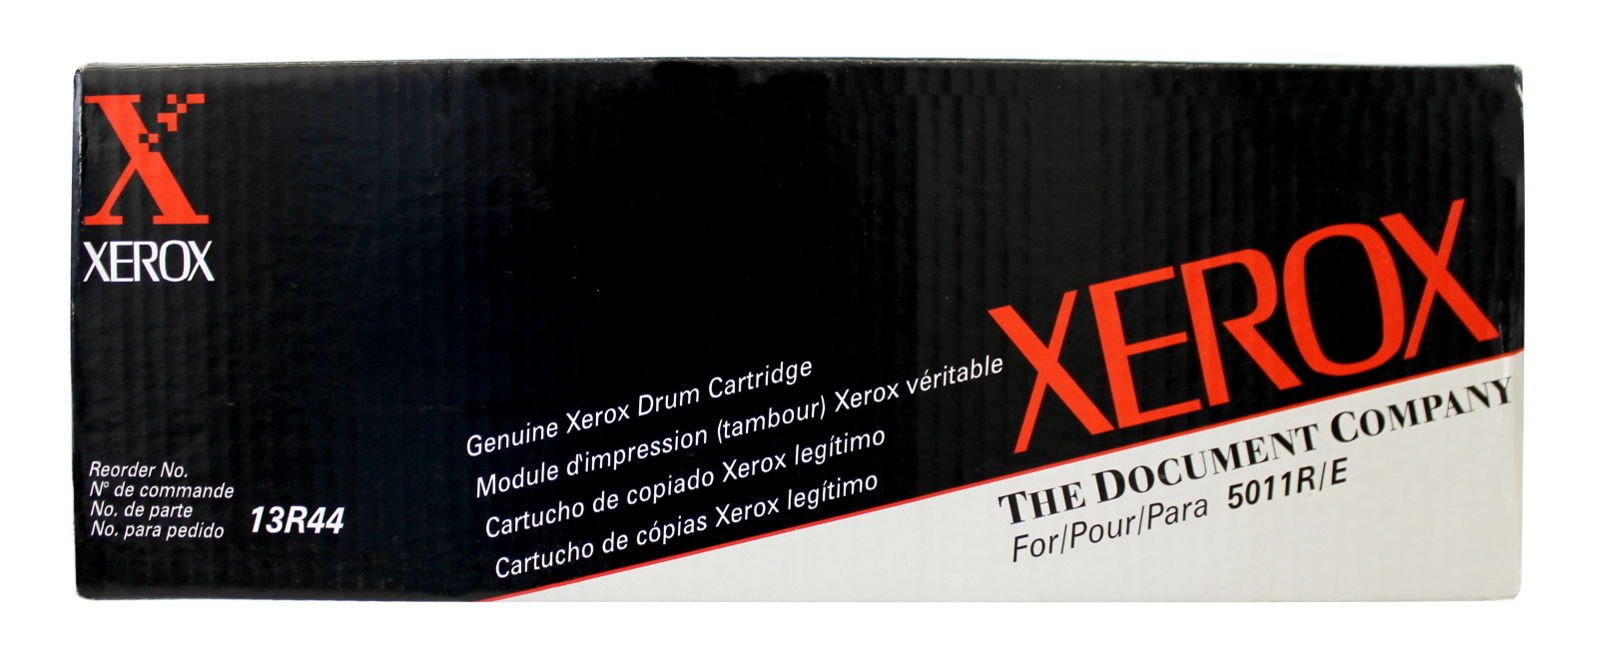 X
XEROX
Reorder No.
N° de commande
No. de parte
No. para pedido
13R44
Genuine Xerox Drum Cartridge
Module d'impression (tambour) Xerox véritable
Cartucho de copiado Xerox legítimo
Cartucho de cópias Xerox legítimo
XEROX
THE DOCUMENT COMPANY
For/Pour/Para 5011R/E